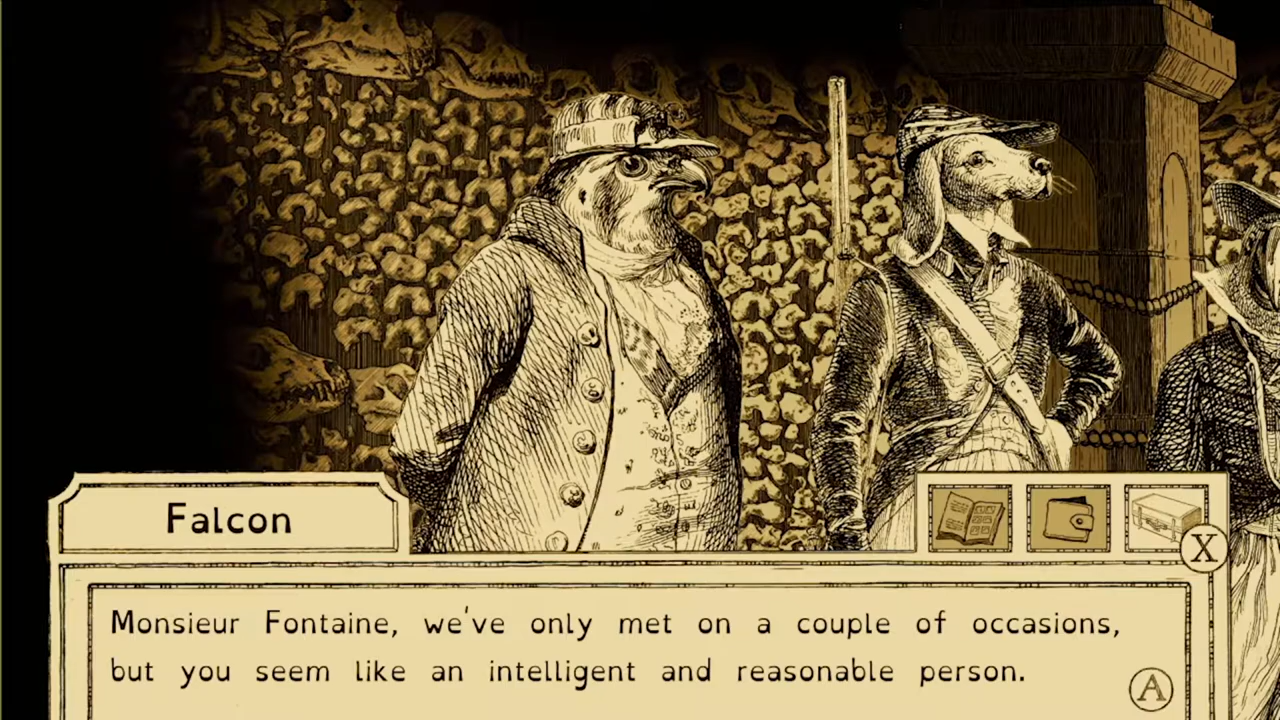 Falcon
X
Monsieur Fontaine, we've only met on a couple of occasions,
but you seem like an intelligent and reasonable person.
A